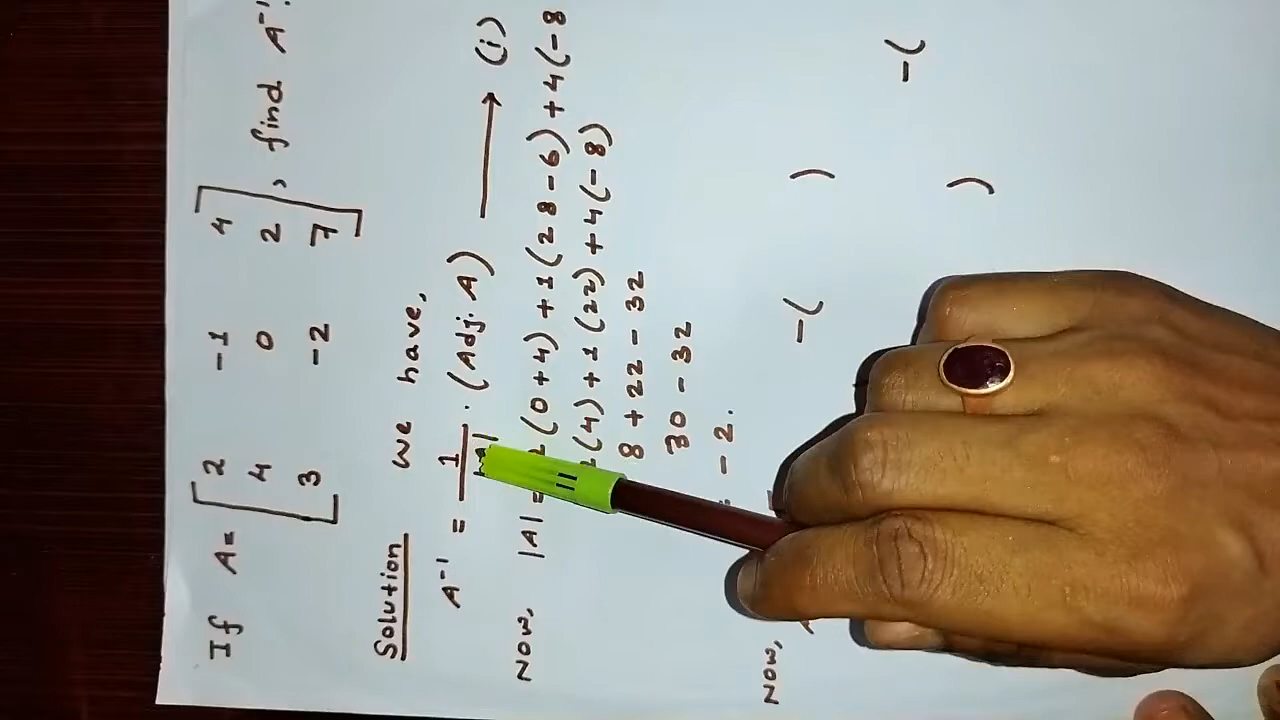 If A= [ 2 -1 4
4 0 2
3 -2 7 ], find A⁻¹.
Solution We have,
A⁻¹ = 1/|A| . (Adj. A) ⟶ (i)
Now, |A| = 2(0+4) +1(28-6) +4(-8
2(4) +1(22) +4(-8)
8 +22 -32
30 -32
= -2.
Now,
-( )
-(
)